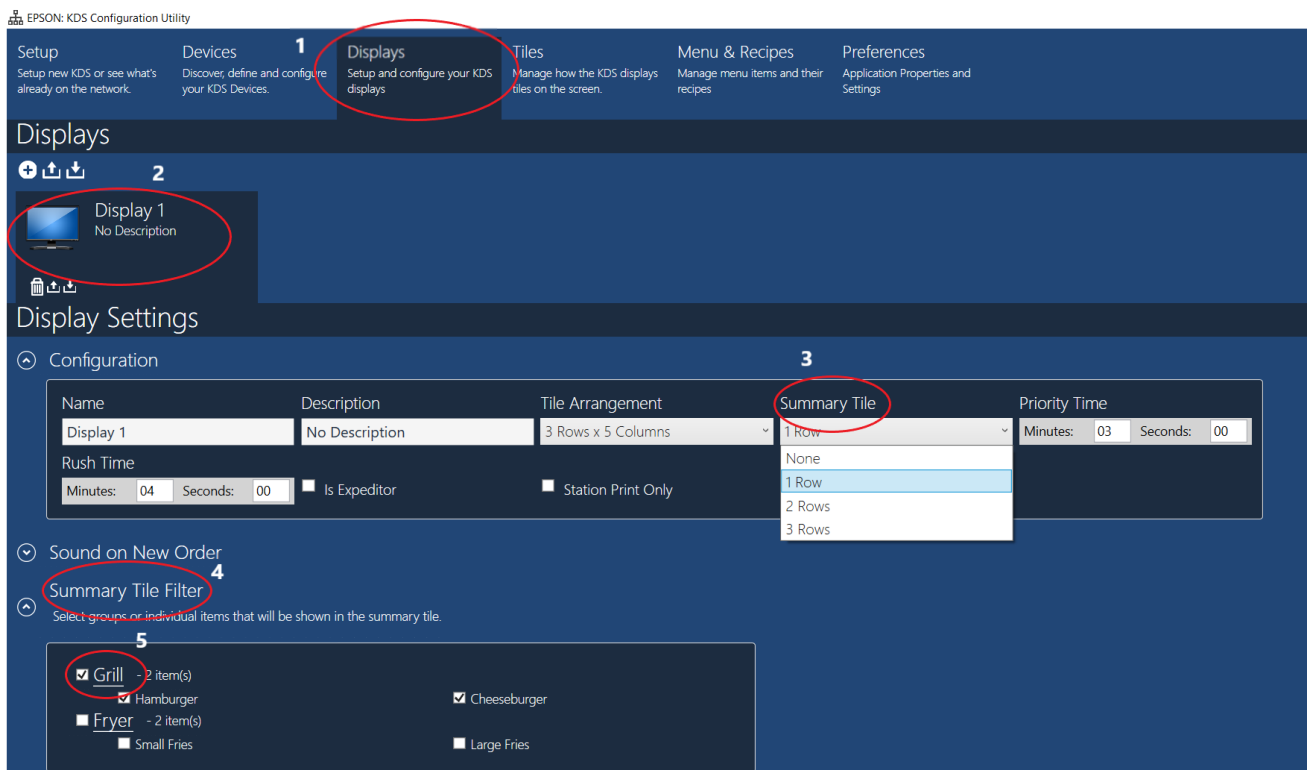 EPSON: KDS Configuration Utility
1
Setup
Setup new KDS or see what's
already on the network.
Devices
Discover, define and configure
your KDS Devices.
Displays
Setup and configure your KDS
displays
Tiles
Manage how the KDS displays
tiles on the screen.
Menu & Recipes
Manage menu items and their
recipes
Preferences
Application Properties and
Settings
Displays
2
Display 1
No Description
Display Settings
Configuration
3
Name
Display 1
Description
No Description
Tile Arrangement
3 Rows x 5 Columns
Summary Tile
1 Row
None
1 Row
2 Rows
3 Rows
Priority Time
Minutes: 03 Seconds: 00
Rush Time
Minutes: 04 Seconds: 00
Is Expeditor
Station Print Only
Sound on New Order
4
Summary Tile Filter
Select groups or individual items that will be shown in the summary tile.
5
Grill - 2 item(s)
Hamburger
Cheeseburger
Fryer - 2 item(s)
Small Fries
Large Fries